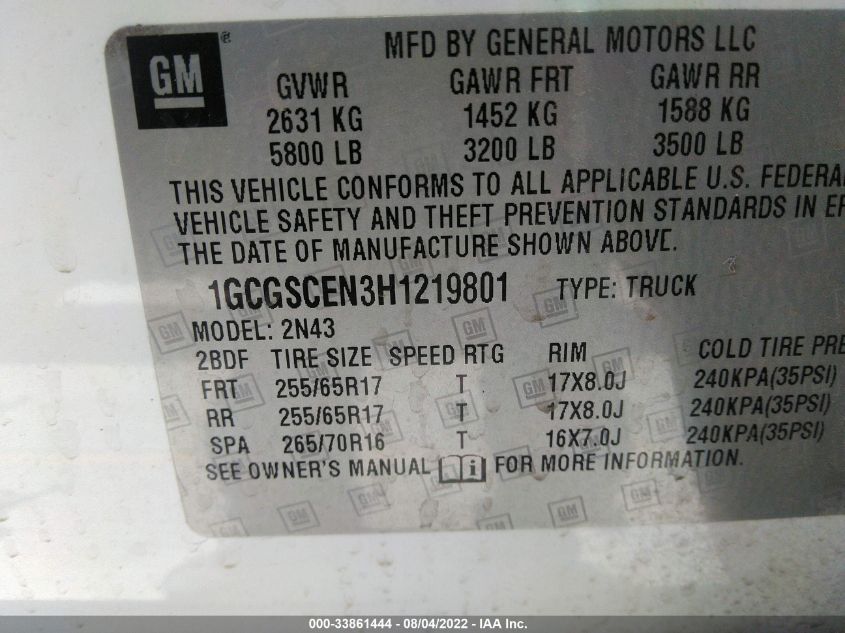 GM®
MFD BY GENERAL MOTORS LLC
GVWR GAWR FRT GAWR RR
2631 KG 1452 KG 1588 KG
5800 LB 3200 LB 3500 LB
THIS VEHICLE CONFORMS TO ALL APPLICABLE U.S. FEDERA
VEHICLE SAFETY AND THEFT PREVENTION STANDARDS IN EF
THE DATE OF MANUFACTURE SHOWN ABOVE.
1GCGSCEN3H1219801 TYPE: TRUCK
MODEL: 2N43
2BDF TIRE SIZE SPEED RTG RIM COLD TIRE PRE
FRT 255/65R17 T 17X8.0J 240KPA(35PSI)
RR 255/65R17 T 17X8.0J 240KPA(35PSI)
SPA 265/70R16 T 16X7.0J 240KPA(35PSI)
SEE OWNER'S MANUAL i FOR MORE INFORMATION.
000-33861444 - 08/04/2022 - IAA Inc.